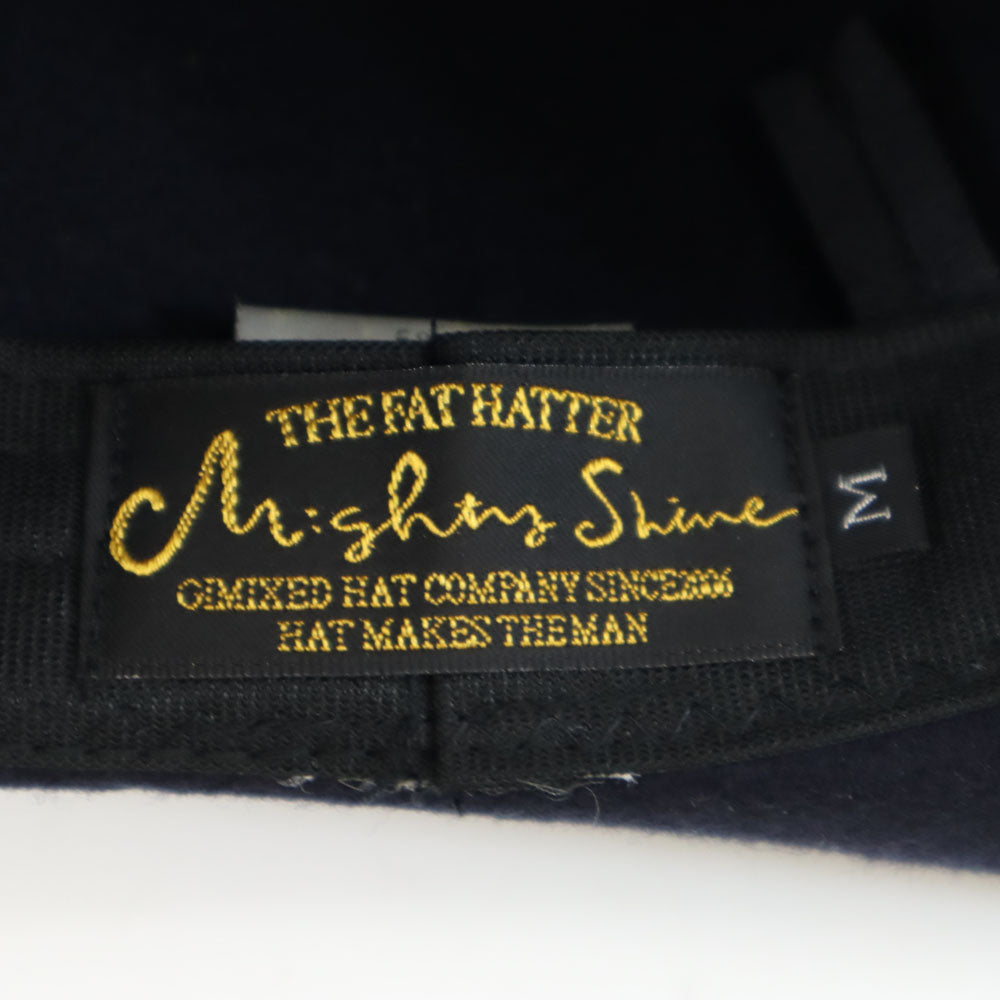 THE FAT HATTER
Mighty Shine
GIMIXED HAT COMPANY SINCE2006
HAT MAKES THE MAN
M